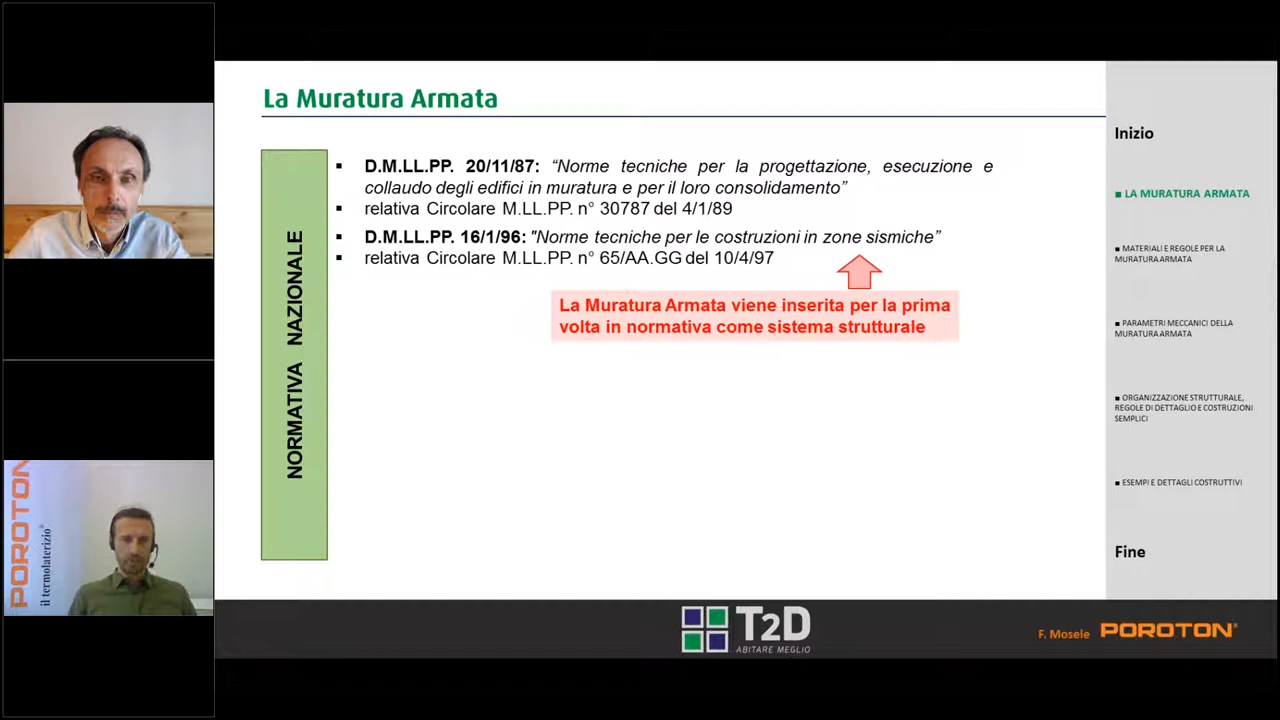 La Muratura Armata
NORMATIVA NAZIONALE
▪ D.M.LL.PP. 20/11/87: “Norme tecniche per la progettazione, esecuzione e
collaudo degli edifici in muratura e per il loro consolidamento”
▪ relativa Circolare M.LL.PP. n° 30787 del 4/1/89
▪ D.M.LL.PP. 16/1/96: "Norme tecniche per le costruzioni in zone sismiche”
▪ relativa Circolare M.LL.PP. n° 65/AA.GG del 10/4/97
La Muratura Armata viene inserita per la prima
volta in normativa come sistema strutturale
Inizio
■ LA MURATURA ARMATA
■ MATERIALI E REGOLE PER LA
MURATURA ARMATA
■ PARAMETRI MECCANICI DELLA
MURATURA ARMATA
■ ORGANIZZAZIONE STRUTTURALE,
REGOLE DI DETTAGLIO E COSTRUZIONI
SEMPLICI
■ ESEMPI E DETTAGLI COSTRUTTIVI
Fine
POROTON
il termolaterizio®
T2D
ABITARE MEGLIO
F. Mosele POROTON®